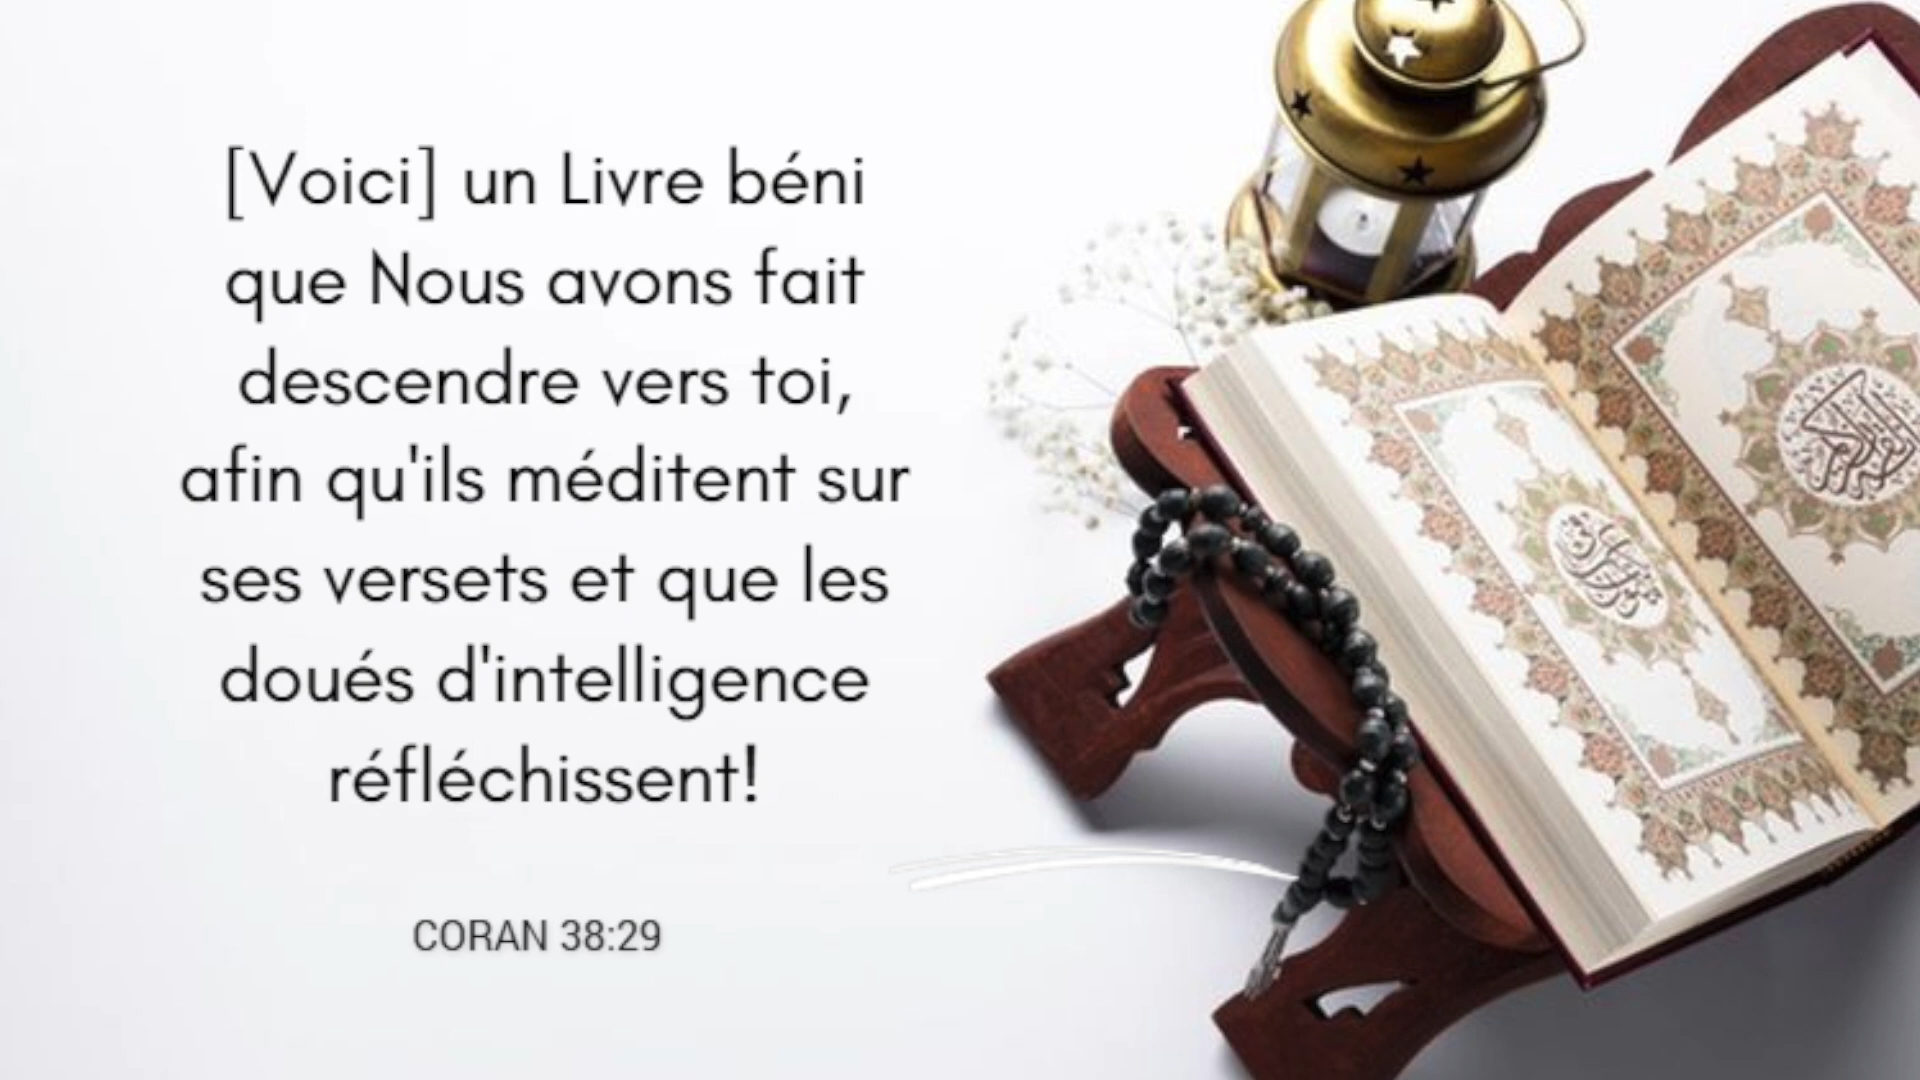 [Voici] un Livre béni
que Nous avons fait
descendre vers toi,
afin qu'ils méditent sur
ses versets et que les
doués d'intelligence
réfléchissent!
CORAN 38:29